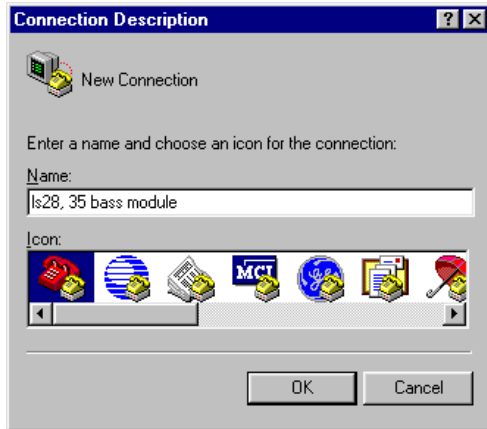 Connection Description
New Connection
Enter a name and choose an icon for the connection:
Name:
ls28, 35 bass module
Icon:
MCI
OK
Cancel